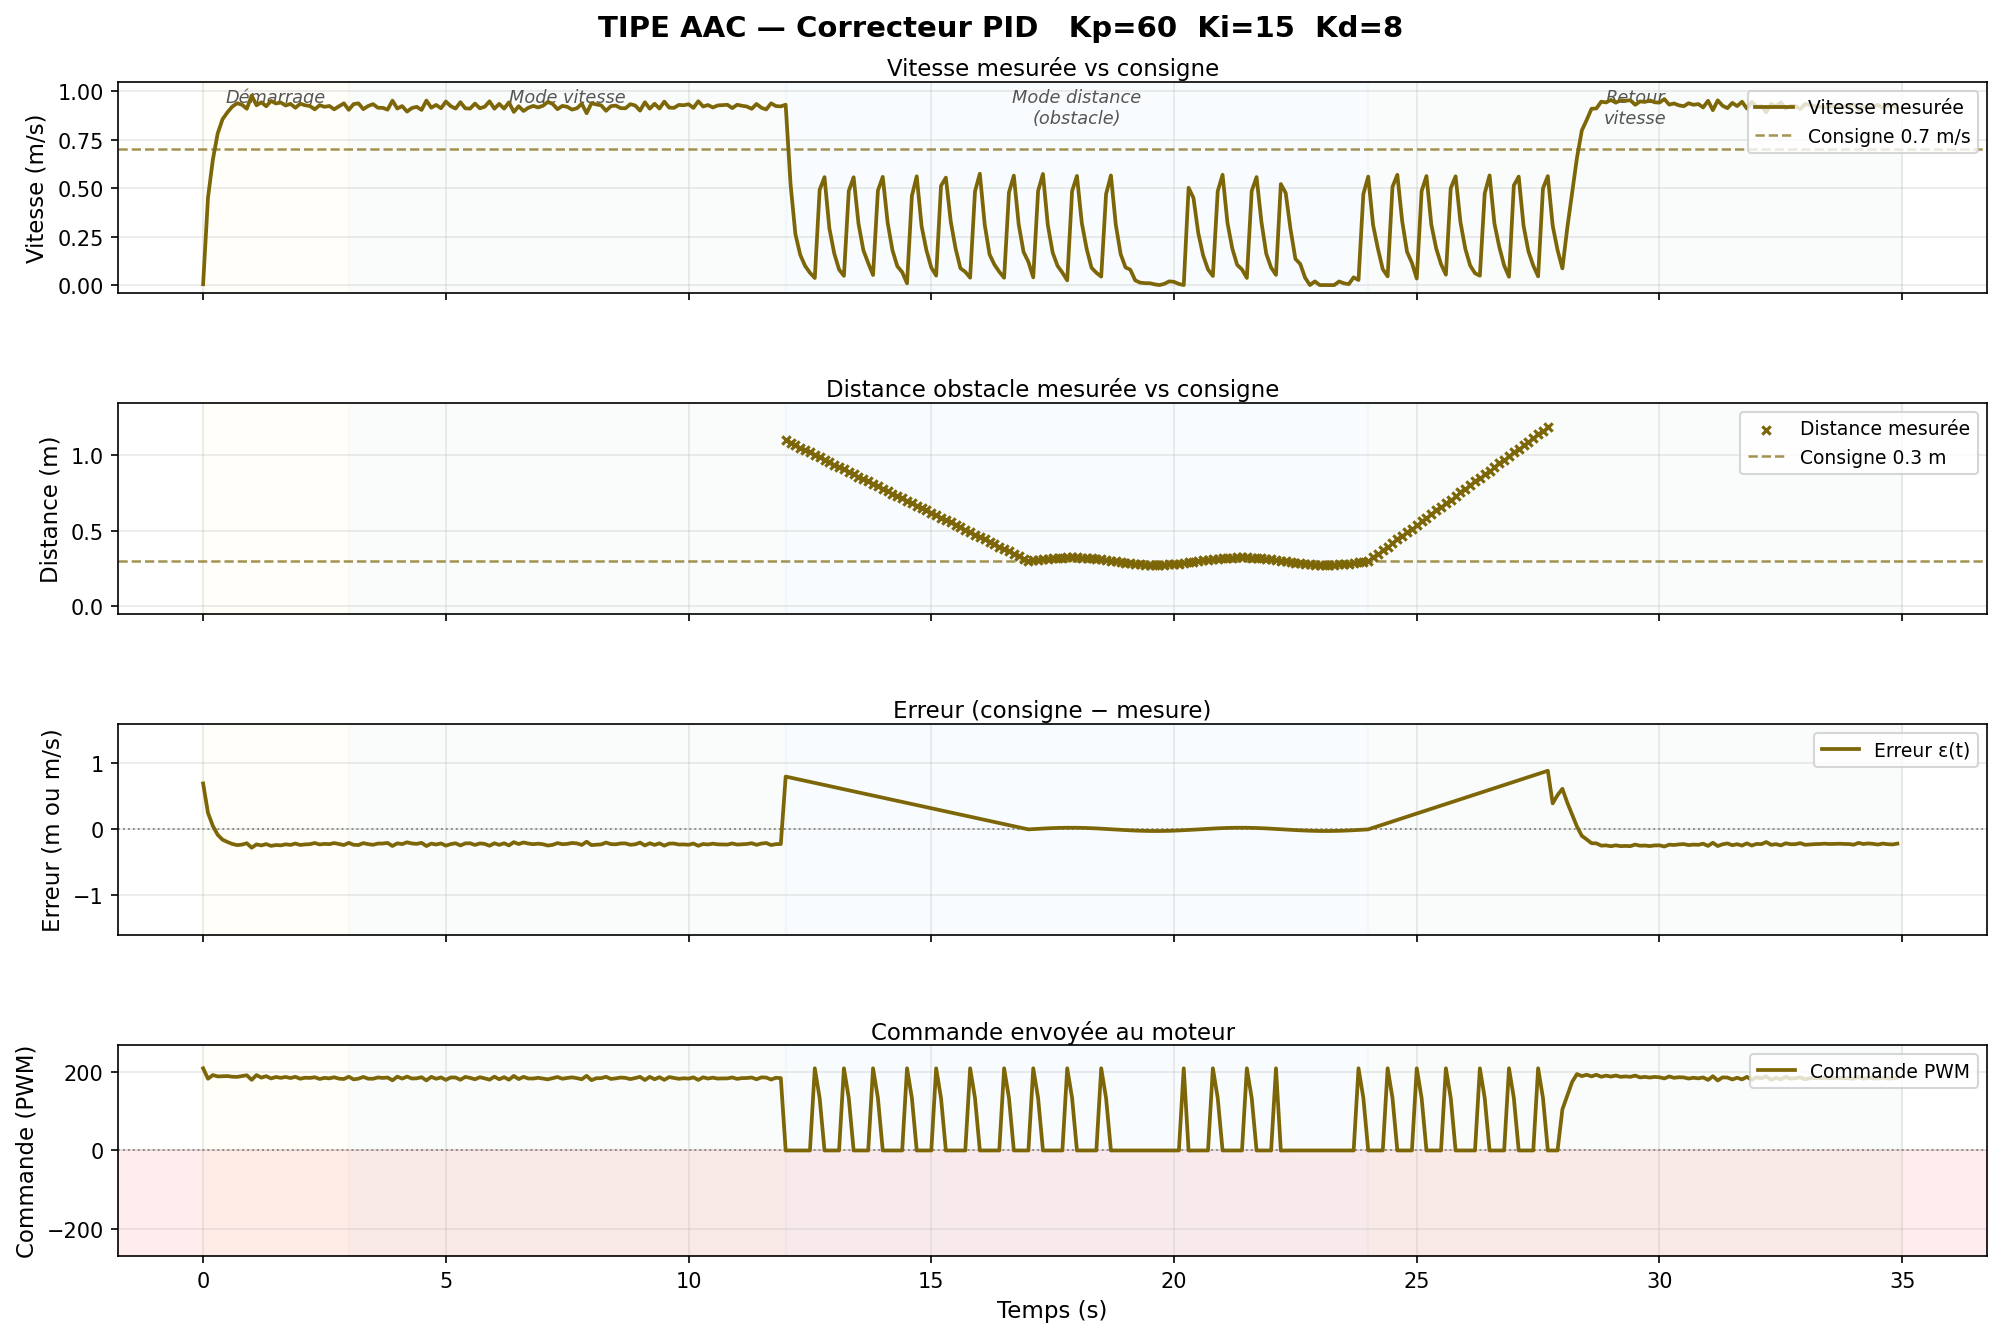 TIPE AAC — Correcteur PID   Kp=60  Ki=15  Kd=8
Vitesse mesurée vs consigne
Vitesse (m/s)
1.00
0.75
0.50
0.25
0.00
Démarrage
Mode vitesse
Mode distance
(obstacle)
Retour
vitesse
Vitesse mesurée
Consigne 0.7 m/s
Distance obstacle mesurée vs consigne
Distance (m)
1.0
0.5
0.0
Distance mesurée
Consigne 0.3 m
Erreur (consigne − mesure)
Erreur (m ou m/s)
1
0
−1
Erreur ε(t)
Commande envoyée au moteur
Commande (PWM)
200
0
−200
Commande PWM
0 5 10 15 20 25 30 35
Temps (s)